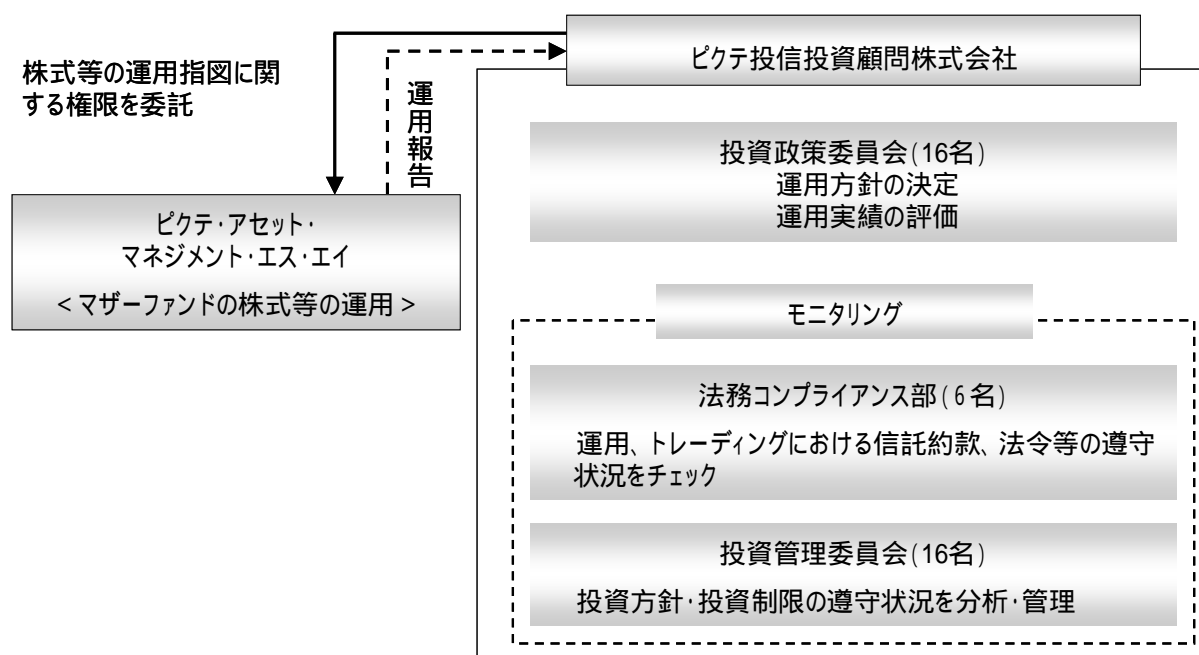 ピクテ投信投資顧問株式会社
株式等の運用指図に関
する権限を委託
運用報告
ピクテ・アセット・
マネジメント・エス・エイ
<マザーファンドの株式等の運用>
投資政策委員会(16名)
運用方針の決定
運用実績の評価
モニタリング
法務コンプライアンス部(6名)
運用、トレーディングにおける信託約款、法令等の遵守
状況をチェック
投資管理委員会(16名)
投資方針・投資制限の遵守状況を分析・管理